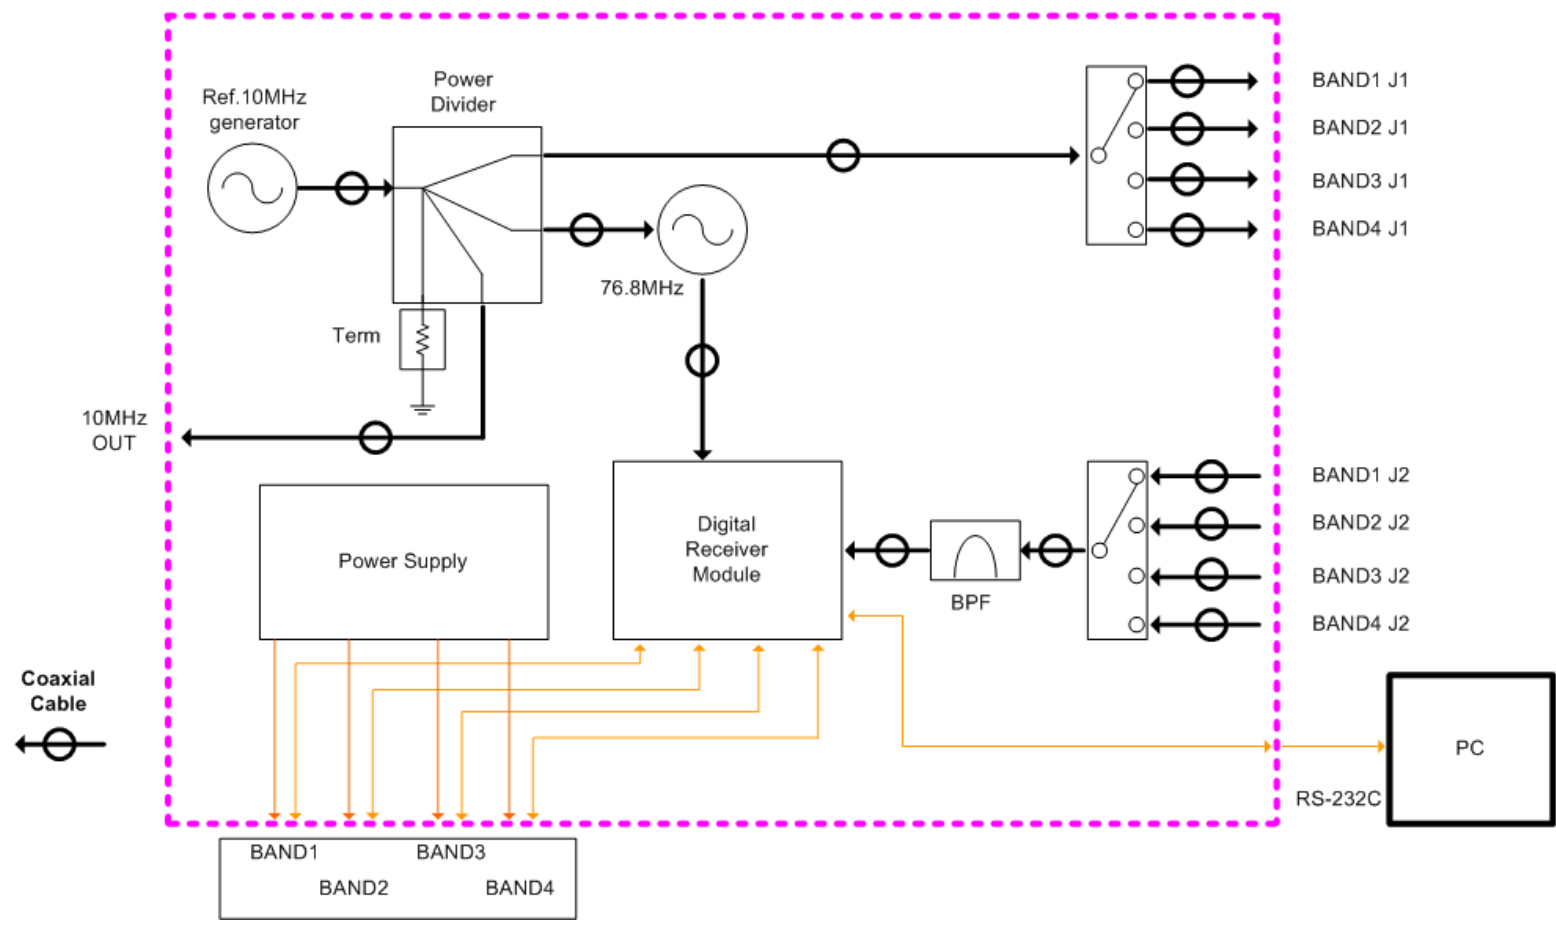 Power
Divider
Ref.10MHz
generator
BAND1 J1
BAND2 J1
BAND3 J1
BAND4 J1
76.8MHz
Term
10MHz
OUT
BAND1 J2
BAND2 J2
BAND3 J2
BAND4 J2
Digital
Receiver
Module
Power Supply
BPF
Coaxial
Cable
PC
RS-232C
BAND1
BAND3
BAND2
BAND4